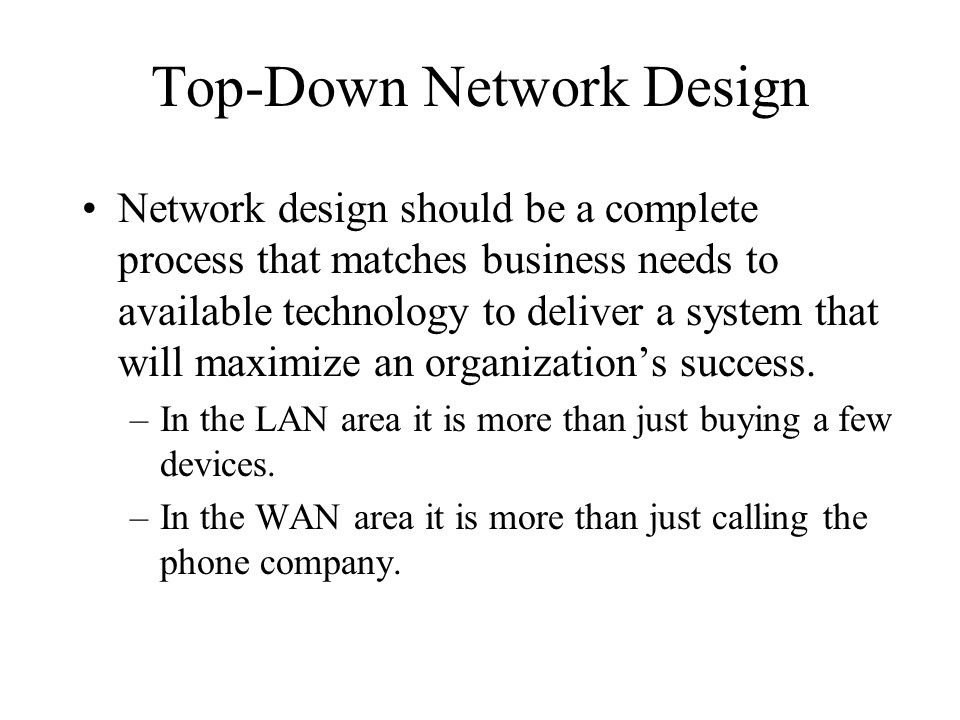 Top-Down Network Design
• Network design should be a complete
process that matches business needs to
available technology to deliver a system that
will maximize an organization’s success.
– In the LAN area it is more than just buying a few
devices.
– In the WAN area it is more than just calling the
phone company.